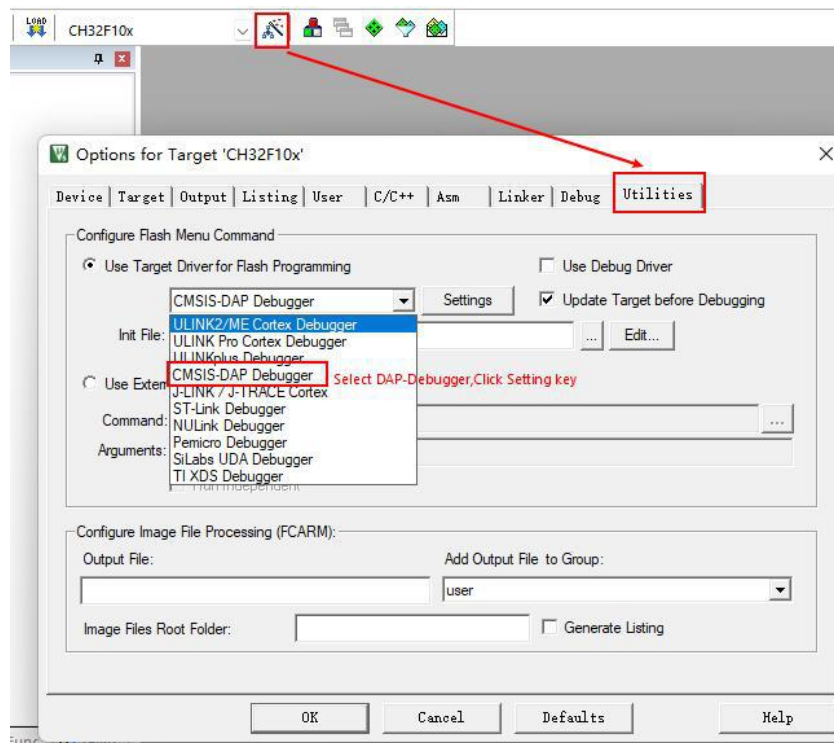 LOAD
CH32F10x
Options for Target 'CH32F10x'
Device Target Output Listing User C/C++ Asm Linker Debug Utilities
Configure Flash Menu Command
Use Target Driver for Flash Programming
Use Debug Driver
CMSIS-DAP Debugger
Settings
Update Target before Debugging
Init File:
... Edit...
ULINK2/ME Cortex Debugger
ULINK Pro Cortex Debugger
ULINKplus Debugger
CMSIS-DAP Debugger
Select DAP-Debugger,Click Setting key
Use Extern
J-LINK / J-TRACE Cortex
ST-Link Debugger
Command:
...
NULink Debugger
Pemicro Debugger
Arguments:
SiLabs UDA Debugger
TI XDS Debugger
Run Independent
Configure Image File Processing (FCARM):
Output File:
Add Output File to Group:
user
Image Files Root Folder:
Generate Listing
OK Cancel Defaults Help